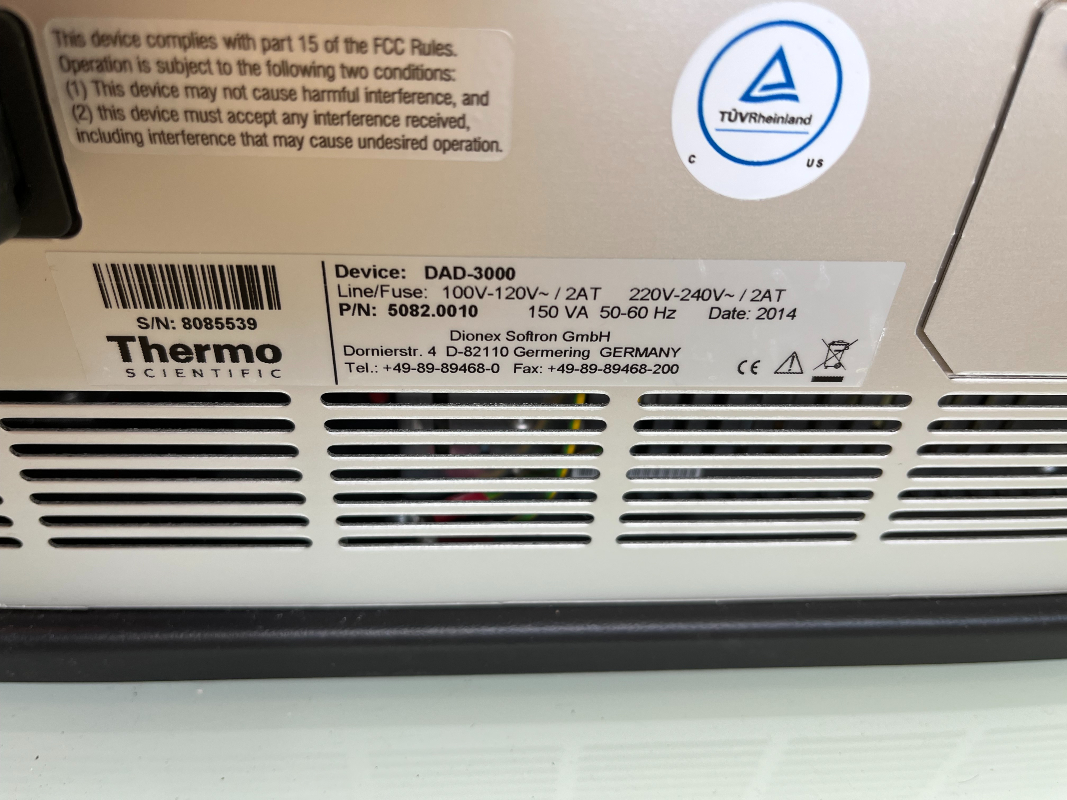 This device complies with part 15 of the FCC Rules.
Operation is subject to the following two conditions:
(1) This device may not cause harmful interference, and
(2) this device must accept any interference received,
including interference that may cause undesired operation.
TÜVRheinland
C US
S/N: 8085539
Thermo
SCIENTIFIC
Device: DAD-3000
Line/Fuse: 100V-120V~ / 2AT 220V-240V~ / 2AT
P/N: 5082.0010 150 VA 50-60 Hz Date: 2014
Dionex Softron GmbH
Dornierstr. 4 D-82110 Germering GERMANY
Tel.: +49-89-89468-0 Fax: +49-89-89468-200
CE